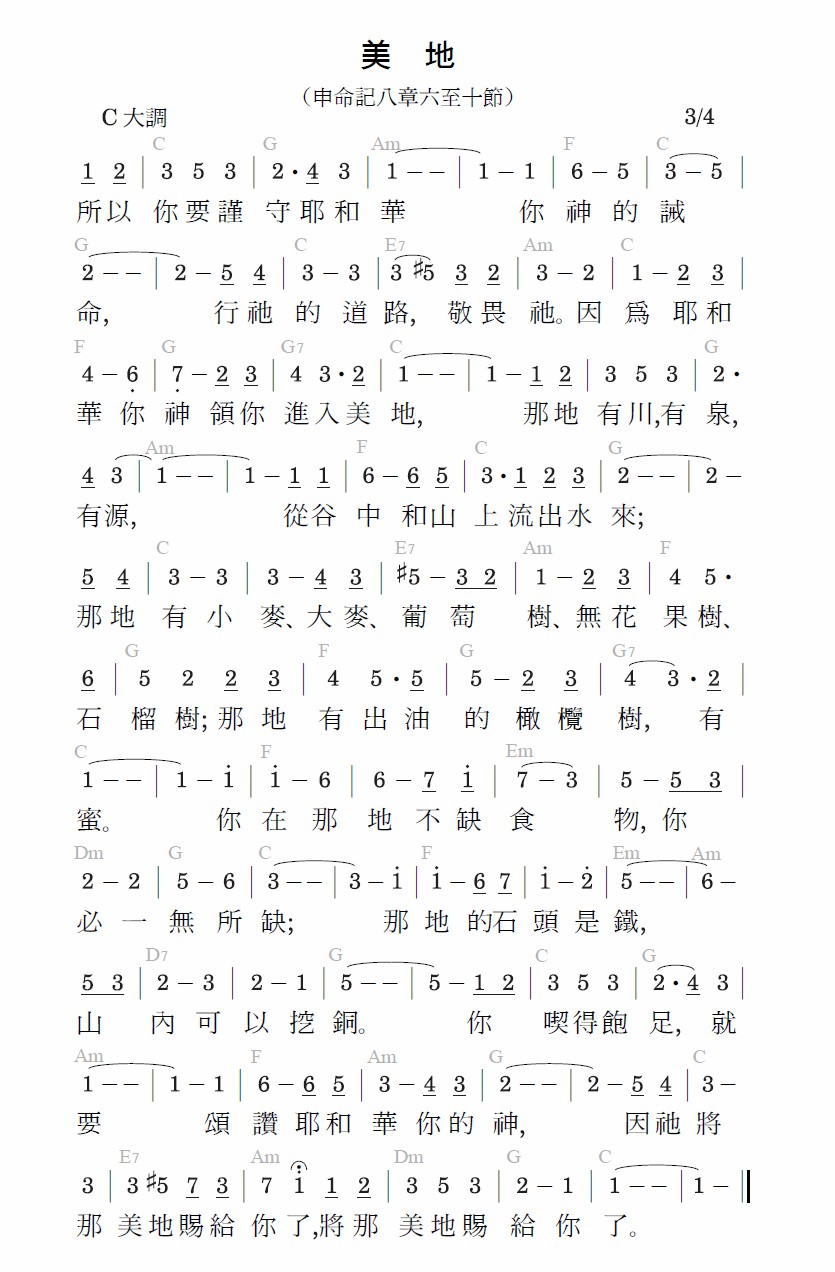 美 地
（申命記八章六至十節）
C 大調 3/4
C G Am F C
1 2 | 3 5 3 | 2 · 4 3 | 1 – – | 1 – 1 | 6 – 5 | 3 – 5 |
所以 你要謹 守耶和 華 你 神 的 誡
G C E7 Am C
2 – – | 2 – 5 4 | 3 – 3 | 3 #5 3 2 | 3 – 2 | 1 – 2 3 |
命, 行祂 的 道 路, 敬畏 祂。因 爲 耶和
F G G7 C G
4 – 6 | 7 – 2 3 | 4 3 · 2 | 1 – – | 1 – 1 2 | 3 5 3 | 2 ·
華 你 神 領你 進入美 地, 那地 有川,有 泉,
Am F C G
4 3 | 1 – – | 1 – 1 1 | 6 – 6 5 | 3 · 1 2 3 | 2 – – | 2 –
有源, 從谷 中 和山 上流出水 來;
C E7 Am F
5 4 | 3 – 3 | 3 – 4 3 | #5 – 3 2 | 1 – 2 3 | 4 5 ·
那地 有 小 麥、大麥、葡萄 樹、無花 果樹、
G F G G7
6 | 5 2 2 3 | 4 5 · 5 | 5 – 2 3 | 4 3 · 2 |
石 榴 樹; 那 地 有 出 油 的 橄 欖 樹, 有
C F Em
1 – – | 1 – 1 | 1 – 6 | 6 – 7 1 | 7 – 3 | 5 – 5 3 |
蜜。 你 在 那 地 不 缺 食 物, 你
Dm G C F Em Am
2 – 2 | 5 – 6 | 3 – – | 3 – 1 | 1 – 6 7 | 1 – 2 | 5 – – | 6 –
必 一 無 所 缺; 那 地 的石 頭 是 鐵,
D7 G C G
5 3 | 2 – 3 | 2 – 1 | 5 – – | 5 – 1 2 | 3 5 3 | 2 · 4 3 |
山 內 可 以 挖 銅。 你 喫得飽 足, 就
Am F Am G C
1 – – | 1 – 1 | 6 – 6 5 | 3 – 4 3 | 2 – – | 2 – 5 4 | 3 –
要 頌 讚 耶和 華 你的 神, 因祂 將
E7 Am Dm G C
3 | 3 #5 7 3 | 7 1 1 2 | 3 5 3 | 2 – 1 | 1 – – | 1 – ‖
那 美地賜給 你 了,將那 美地賜 給 你 了。